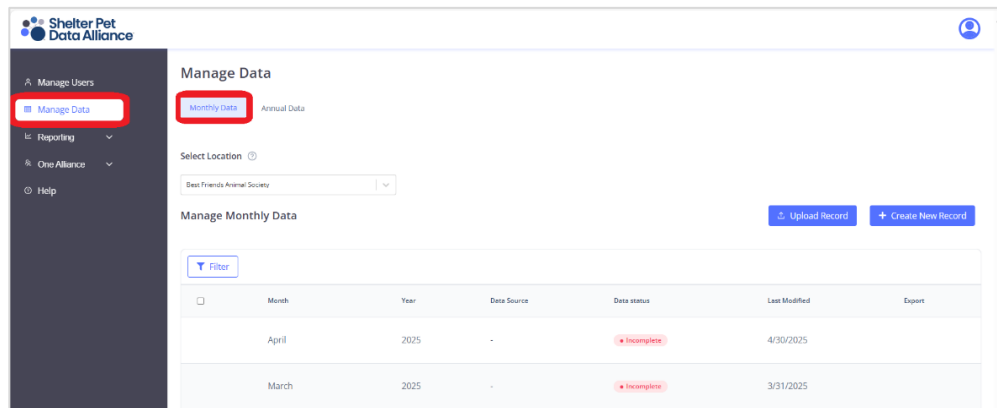 Shelter Pet
Data Alliance
Manage Users
Manage Data
Reporting
One Alliance
Help
Manage Data
Monthly Data Annual Data
Select Location
Best Friends Animal Society
Manage Monthly Data
Upload Record
+ Create New Record
Filter
Month Year Data Source Data status Last Modified Export
April 2025 - Incomplete 4/30/2025
March 2025 - Incomplete 3/31/2025